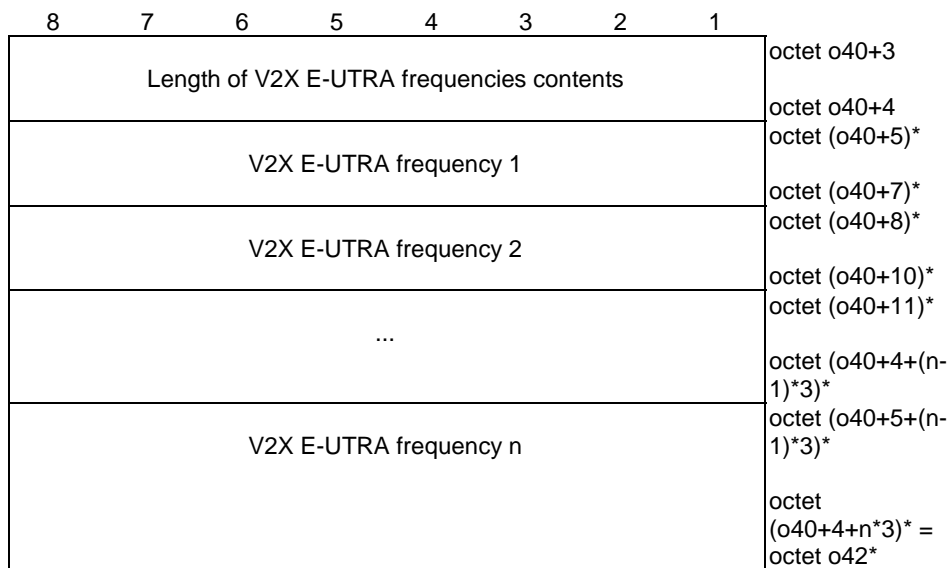 8 7 6 5 4 3 2 1
Length of V2X E-UTRA frequencies contents
octet o40+3
octet o40+4
V2X E-UTRA frequency 1
octet (o40+5)*
octet (o40+7)*
V2X E-UTRA frequency 2
octet (o40+8)*
octet (o40+10)*
...
octet (o40+11)*
octet (o40+4+(n-
1)*3)*
V2X E-UTRA frequency n
octet (o40+5+(n-
1)*3)*
octet
(o40+4+n*3)* =
octet o42*